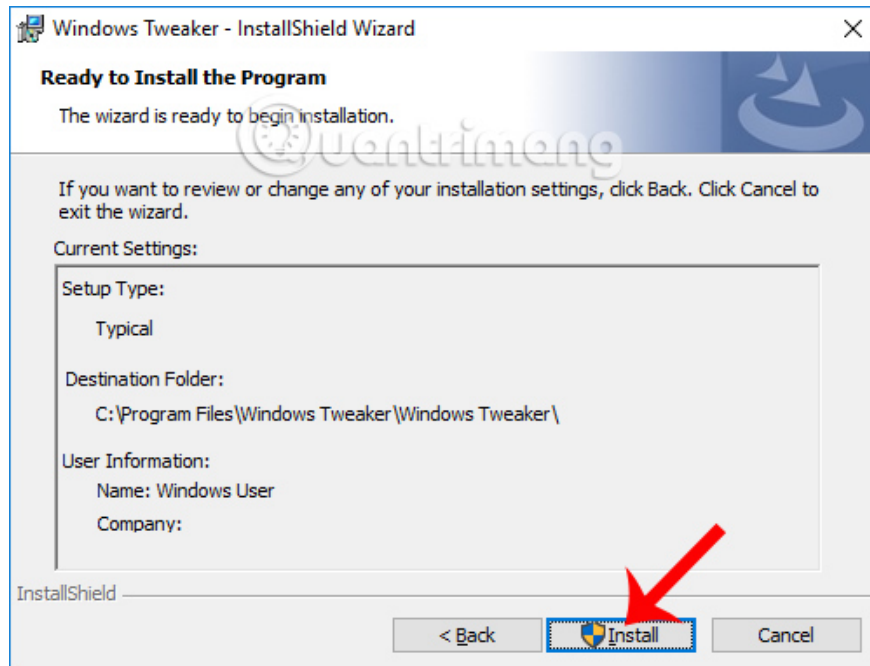 Windows Tweaker - InstallShield Wizard
Ready to Install the Program
The wizard is ready to begin installation.
Quantrimang
If you want to review or change any of your installation settings, click Back. Click Cancel to
exit the wizard.
Current Settings:
Setup Type:
Typical
Destination Folder:
C:\Program Files\Windows Tweaker\Windows Tweaker\
User Information:
Name: Windows User
Company:
InstallShield
< Back Install Cancel